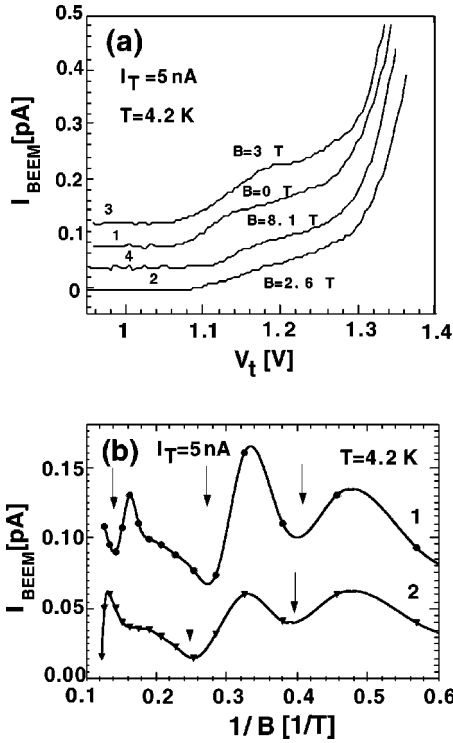 0.5
(a)
0.4
I_T=5 nA
T=4.2 K
0.3
I_BEEM[pA]
B=3 T
0.2
3
B=0 T
1
B=8.1 T
0.1
4
2
B=2.6 T
0
1
1.1
1.2
1.3
1.4
V_t [V]
(b)
I_T=5nA
T=4.2 K
0.15
1
0.10
I_BEEM[pA]
2
0.05
0.00
0.1
0.2
0.3
0.4
0.5
0.6
1/B [1/T]